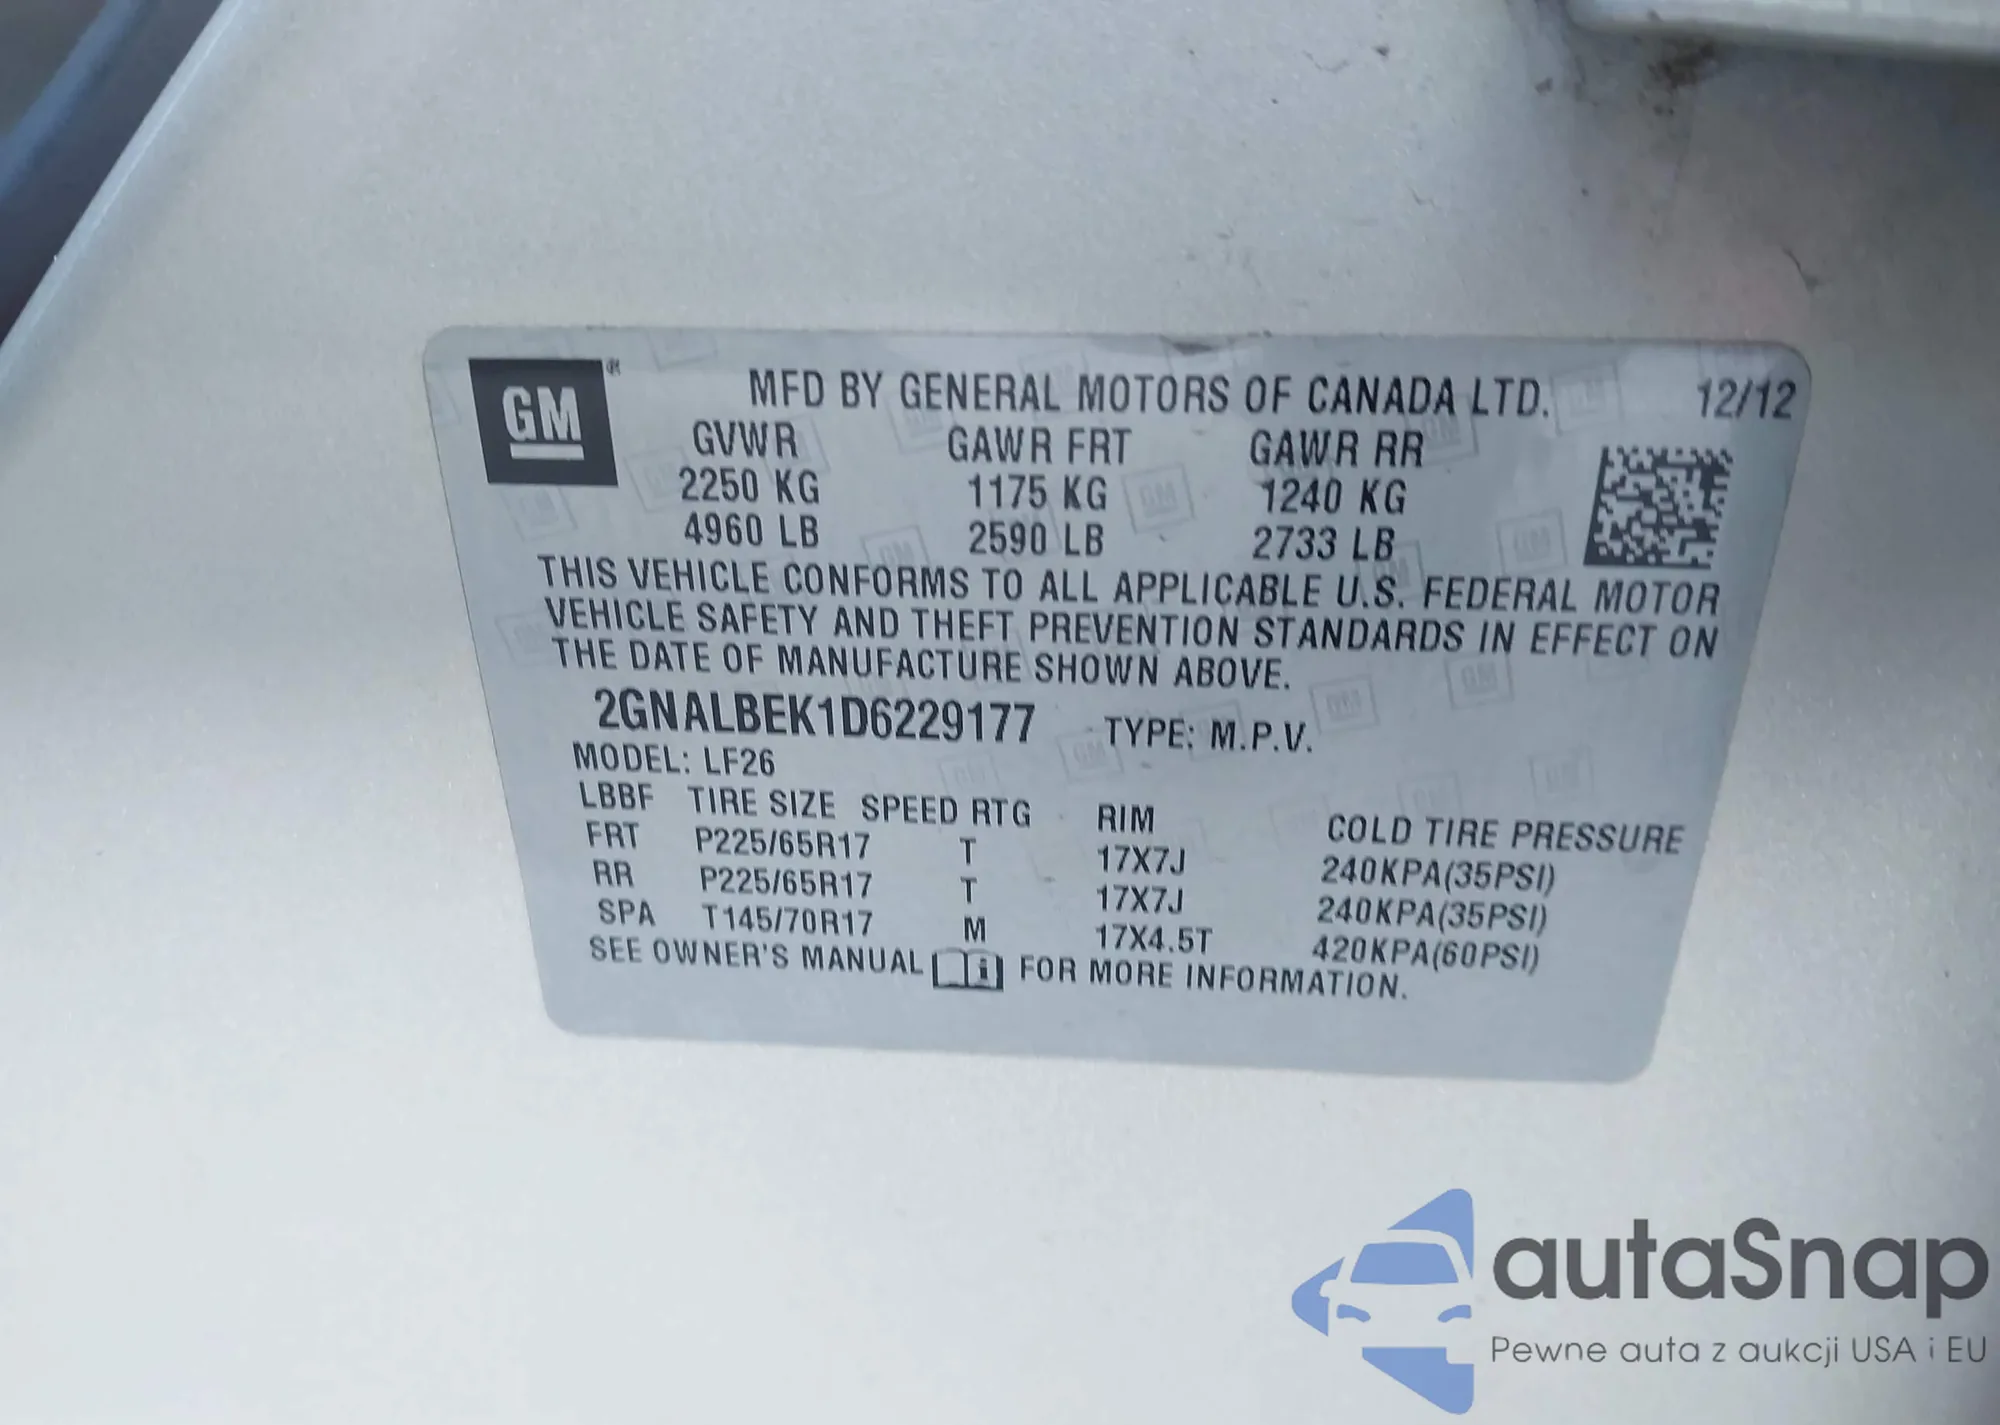 GM®
MFD BY GENERAL MOTORS OF CANADA LTD. 12/12
GVWR GAWR FRT GAWR RR
2250 KG 1175 KG 1240 KG
4960 LB 2590 LB 2733 LB
THIS VEHICLE CONFORMS TO ALL APPLICABLE U.S. FEDERAL MOTOR
VEHICLE SAFETY AND THEFT PREVENTION STANDARDS IN EFFECT ON
THE DATE OF MANUFACTURE SHOWN ABOVE.
2GNALBEK1D6229177 TYPE: M.P.V.
MODEL: LF26
LBBF TIRE SIZE SPEED RTG RIM COLD TIRE PRESSURE
FRT P225/65R17 T 17X7J 240KPA(35PSI)
RR P225/65R17 T 17X7J 240KPA(35PSI)
SPA T145/70R17 M 17X4.5T 420KPA(60PSI)
SEE OWNER'S MANUAL i FOR MORE INFORMATION.
autaSnap
Pewne auta z aukcji USA i EU